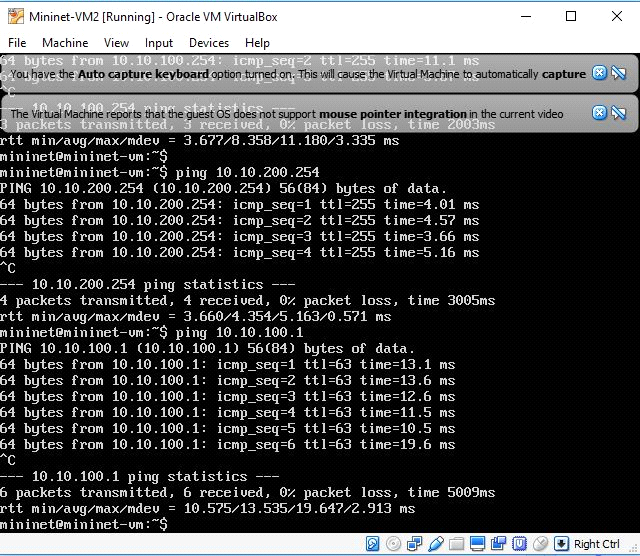 Mininet-VM2 [Running] - Oracle VM VirtualBox
File Machine View Input Devices Help
64 bytes from 10.10.100.254: icmp_seq=2 ttl=255 time=11.1 ms
You have the Auto capture keyboard option turned on. This will cause the Virtual Machine to automatically capture
^C
--- 10.10.100.254 ping statistics ---
The Virtual Machine reports that the guest OS does not support mouse pointer integration in the current video
3 packets transmitted, 3 received, 0% packet loss, time 2003ms
rtt min/avg/max/mdev = 3.677/8.358/11.180/3.335 ms
mininet@mininet-vm:~$
mininet@mininet-vm:~$ ping 10.10.200.254
PING 10.10.200.254 (10.10.200.254) 56(84) bytes of data.
64 bytes from 10.10.200.254: icmp_seq=1 ttl=255 time=4.01 ms
64 bytes from 10.10.200.254: icmp_seq=2 ttl=255 time=4.57 ms
64 bytes from 10.10.200.254: icmp_seq=3 ttl=255 time=3.66 ms
64 bytes from 10.10.200.254: icmp_seq=4 ttl=255 time=5.16 ms
^C
--- 10.10.200.254 ping statistics ---
4 packets transmitted, 4 received, 0% packet loss, time 3005ms
rtt min/avg/max/mdev = 3.660/4.354/5.163/0.571 ms
mininet@mininet-vm:~$ ping 10.10.100.1
PING 10.10.100.1 (10.10.100.1) 56(84) bytes of data.
64 bytes from 10.10.100.1: icmp_seq=1 ttl=63 time=13.1 ms
64 bytes from 10.10.100.1: icmp_seq=2 ttl=63 time=13.6 ms
64 bytes from 10.10.100.1: icmp_seq=3 ttl=63 time=12.6 ms
64 bytes from 10.10.100.1: icmp_seq=4 ttl=63 time=11.5 ms
64 bytes from 10.10.100.1: icmp_seq=5 ttl=63 time=10.5 ms
64 bytes from 10.10.100.1: icmp_seq=6 ttl=63 time=19.6 ms
^C
--- 10.10.100.1 ping statistics ---
6 packets transmitted, 6 received, 0% packet loss, time 5009ms
rtt min/avg/max/mdev = 10.575/13.535/19.647/2.913 ms
mininet@mininet-vm:~$
Right Ctrl